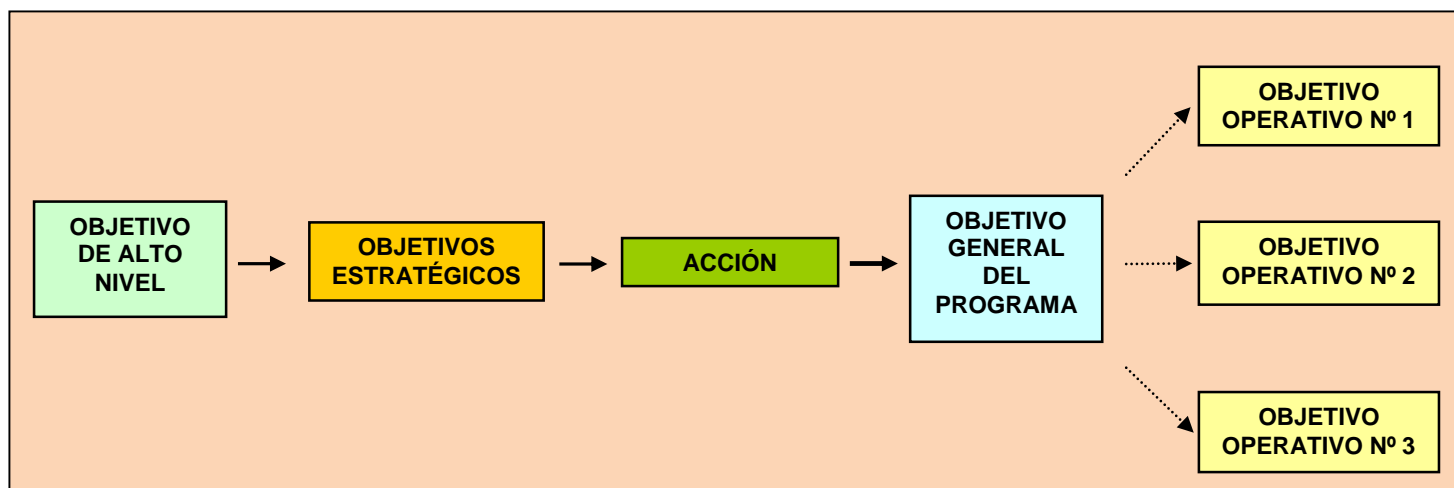 OBJETIVO
DE ALTO
NIVEL
OBJETIVOS
ESTRATÉGICOS
ACCIÓN
OBJETIVO
GENERAL
DEL
PROGRAMA
OBJETIVO
OPERATIVO Nº 1
OBJETIVO
OPERATIVO Nº 2
OBJETIVO
OPERATIVO Nº 3